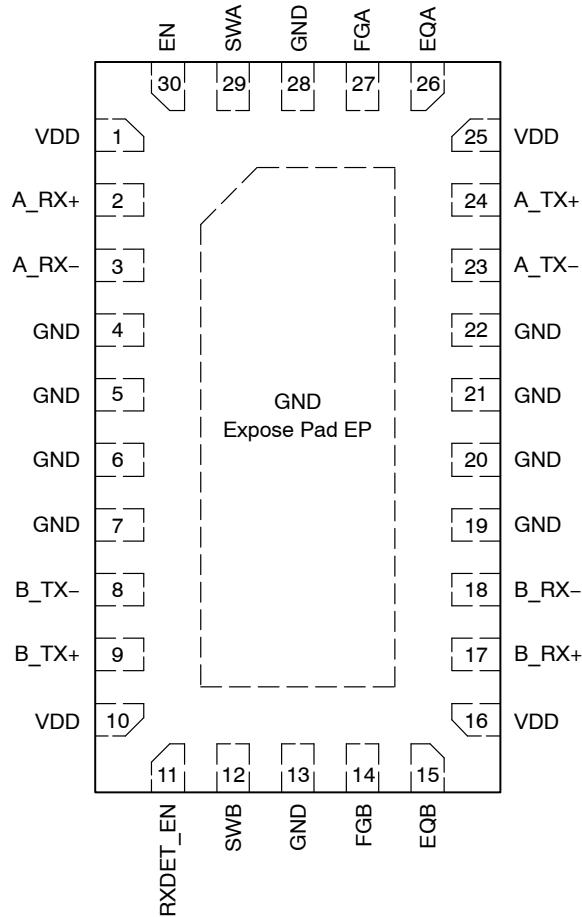 EN
SWA
GND
FGA
EQA
30
29
28
27
26
VDD 1
25 VDD
A_RX+ 2
24 A_TX+
A_RX− 3
23 A_TX−
GND 4
22 GND
GND 5
21 GND
GND
Expose Pad EP
GND 6
20 GND
GND 7
19 GND
B_TX− 8
18 B_RX−
B_TX+ 9
17 B_RX+
VDD 10
16 VDD
11
12
13
14
15
RXDET_EN
SWB
GND
FGB
EQB